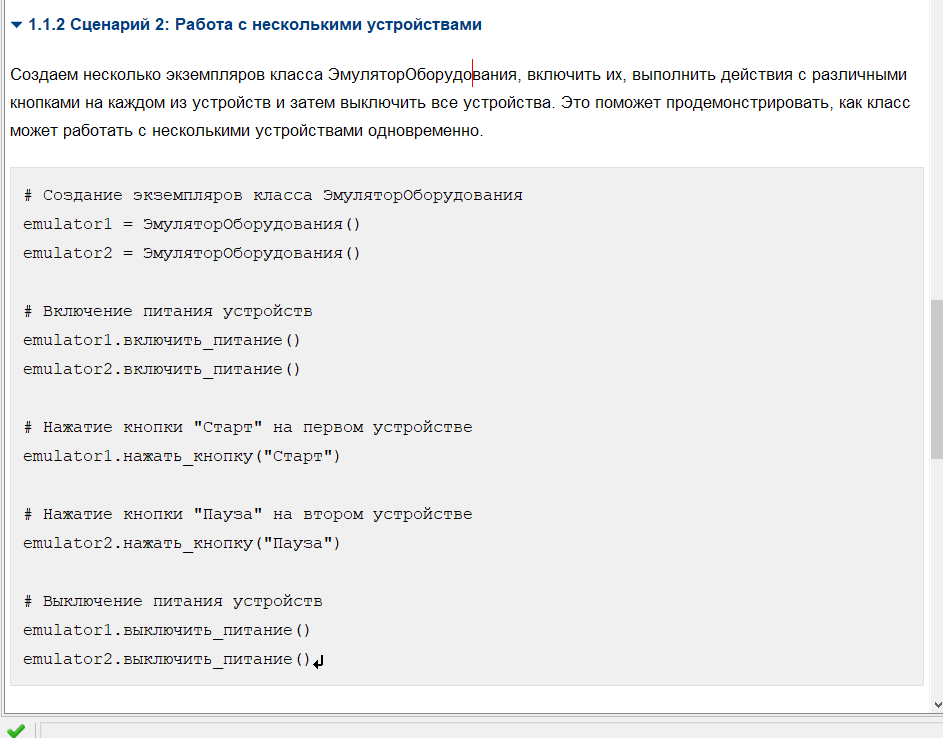 1.1.2 Сценарий 2: Работа с несколькими устройствами
Создаем несколько экземпляров класса ЭмуляторОборудования, включить их, выполнить действия с различными
кнопками на каждом из устройств и затем выключить все устройства. Это поможет продемонстрировать, как класс
может работать с несколькими устройствами одновременно.
# Создание экземпляров класса ЭмуляторОборудования
emulator1 = ЭмуляторОборудования()
emulator2 = ЭмуляторОборудования()
# Включение питания устройств
emulator1.включить_питание()
emulator2.включить_питание()
# Нажатие кнопки "Старт" на первом устройстве
emulator1.нажать_кнопку("Старт")
# Нажатие кнопки "Пауза" на втором устройстве
emulator2.нажать_кнопку("Пауза")
# Выключение питания устройств
emulator1.выключить_питание()
emulator2.выключить_питание()